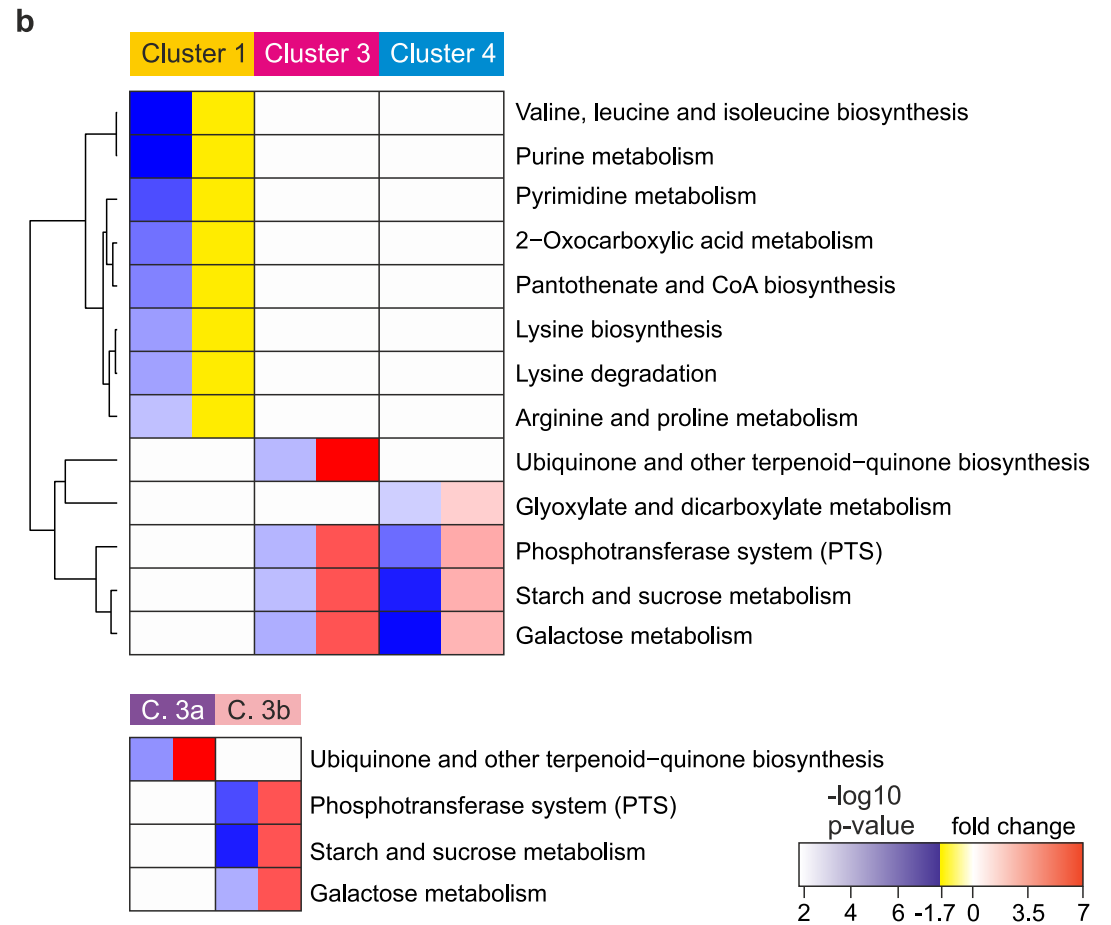 b
Cluster 1 Cluster 3 Cluster 4
Valine, leucine and isoleucine biosynthesis
Purine metabolism
Pyrimidine metabolism
2−Oxocarboxylic acid metabolism
Pantothenate and CoA biosynthesis
Lysine biosynthesis
Lysine degradation
Arginine and proline metabolism
Ubiquinone and other terpenoid−quinone biosynthesis
Glyoxylate and dicarboxylate metabolism
Phosphotransferase system (PTS)
Starch and sucrose metabolism
Galactose metabolism
C. 3a C. 3b
Ubiquinone and other terpenoid−quinone biosynthesis
Phosphotransferase system (PTS)
Starch and sucrose metabolism
Galactose metabolism
-log10
p-value fold change
2 4 6 -1.7 0 3.5 7